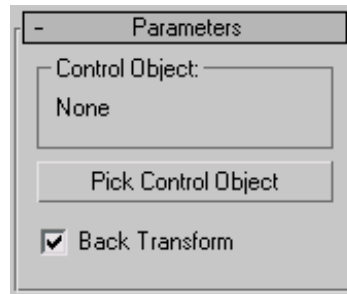 - Parameters
Control Object:
None
Pick Control Object
Back Transform